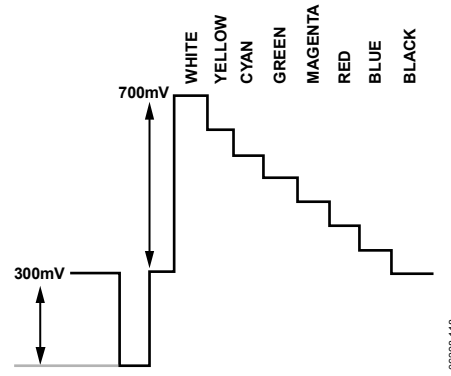 WHITE
YELLOW
CYAN
GREEN
MAGENTA
RED
BLUE
BLACK
700mV
300mV